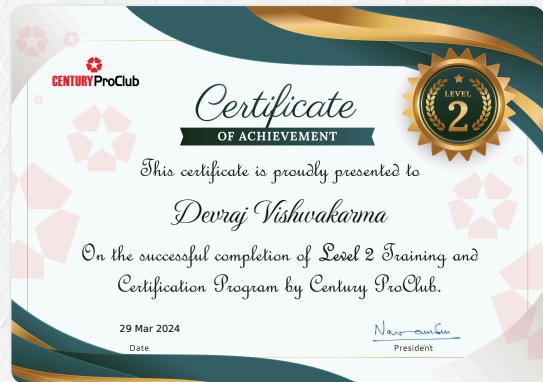 CENTURY ProClub
Certificate
OF ACHIEVEMENT
LEVEL
2
This certificate is proudly presented to
Devraj Vishwakarma
On the successful completion of Level 2 Training and
Certification Program by Century ProClub.
29 Mar 2024
Date
President